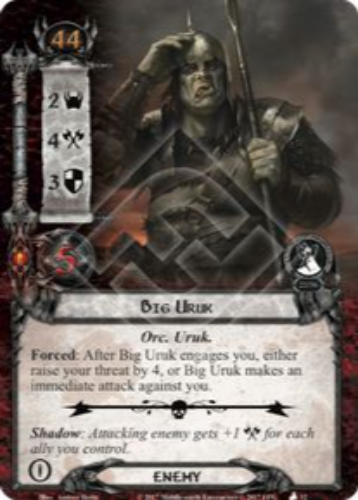 44
2
4
3
5
Big Uruk
Orc. Uruk.
Forced: After Big Uruk engages you, either
raise your threat by 4, or Big Uruk makes an
immediate attack against you.
Shadow: Attacking enemy gets +1 for each
ally you control.
1
ENEMY